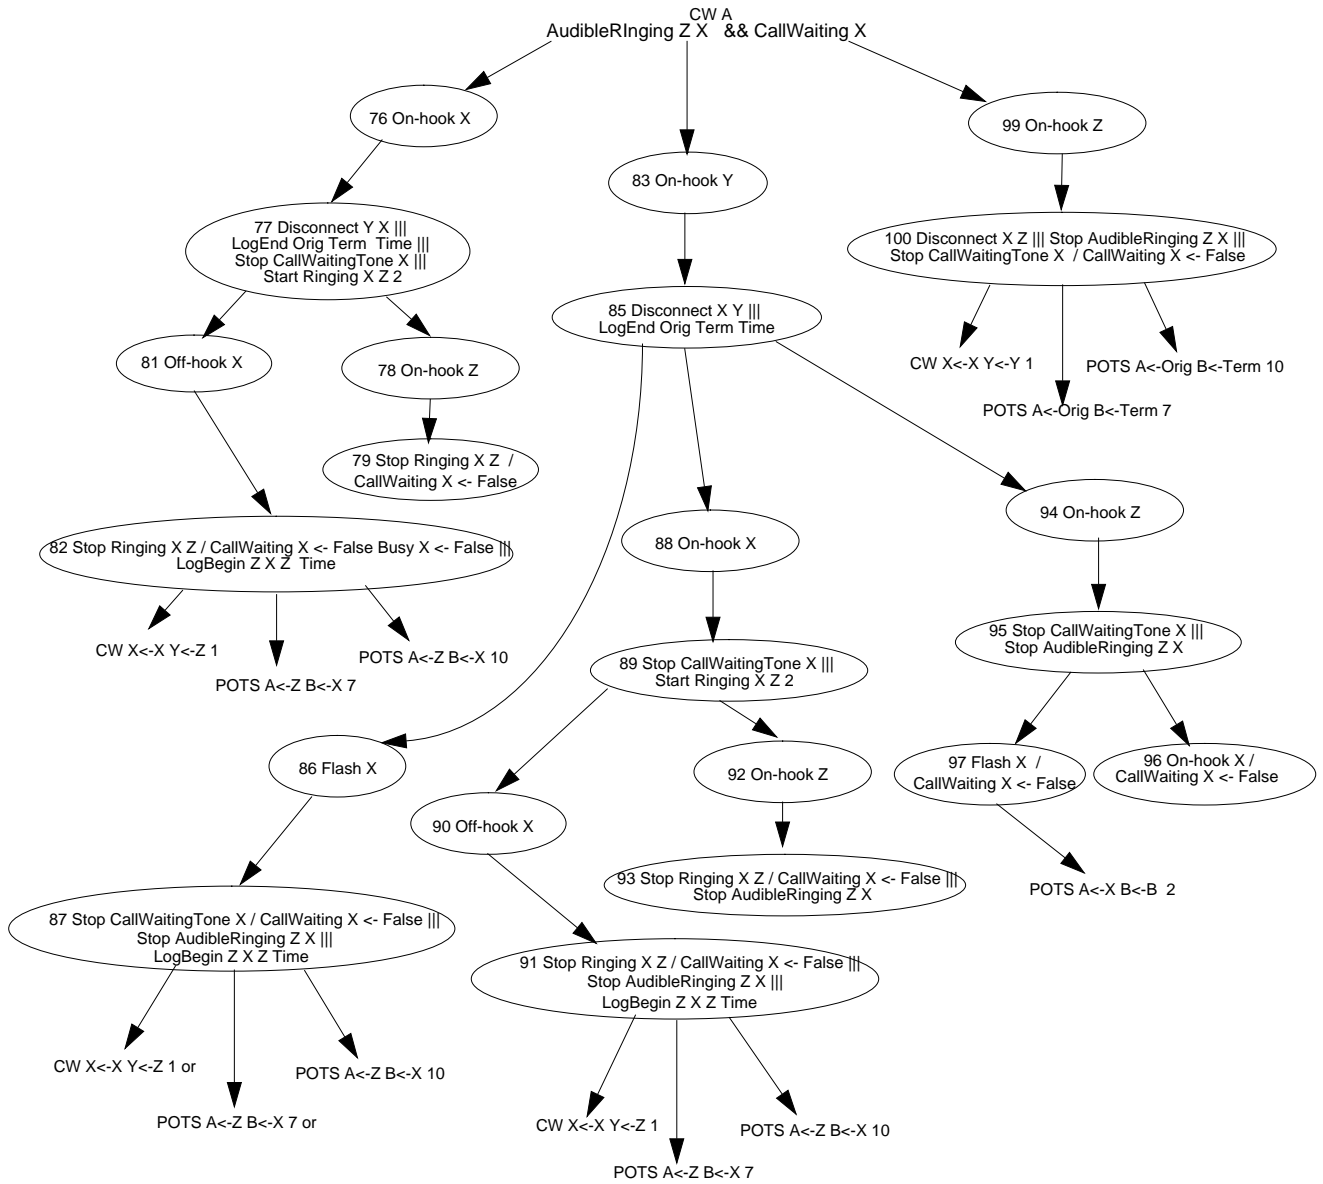 CW A
AudibleRInging Z X && CallWaiting X
76 On-hook X
99 On-hook Z
83 On-hook Y
77 Disconnect Y X |||
LogEnd Orig Term Time |||
Stop CallWaitingTone X |||
Start Ringing X Z 2
100 Disconnect X Z ||| Stop AudibleRinging Z X |||
Stop CallWaitingTone X / CallWaiting X <- False
85 Disconnect X Y |||
LogEnd Orig Term Time
81 Off-hook X
78 On-hook Z
CW X<-X Y<-Y 1
POTS A<-Orig B<-Term 10
POTS A<-Orig B<-Term 7
79 Stop Ringing X Z /
CallWaiting X <- False
94 On-hook Z
88 On-hook X
82 Stop Ringing X Z / CallWaiting X <- False Busy X <- False |||
LogBegin Z X Z Time
CW X<-X Y<-Z 1
POTS A<-Z B<-X 10
POTS A<-Z B<-X 7
95 Stop CallWaitingTone X |||
Stop AudibleRinging Z X
89 Stop CallWaitingTone X |||
Start Ringing X Z 2
86 Flash X
92 On-hook Z
97 Flash X /
CallWaiting X <- False
96 On-hook X /
CallWaiting X <- False
90 Off-hook X
93 Stop Ringing X Z / CallWaiting X <- False |||
Stop AudibleRinging Z X
POTS A<-X B<-B 2
87 Stop CallWaitingTone X / CallWaiting X <- False |||
Stop AudibleRinging Z X |||
LogBegin Z X Z Time
91 Stop Ringing X Z / CallWaiting X <- False |||
Stop AudibleRinging Z X |||
LogBegin Z X Z Time
CW X<-X Y<-Z 1 or
POTS A<-Z B<-X 10
POTS A<-Z B<-X 7 or
CW X<-X Y<-Z 1
POTS A<-Z B<-X 10
POTS A<-Z B<-X 7